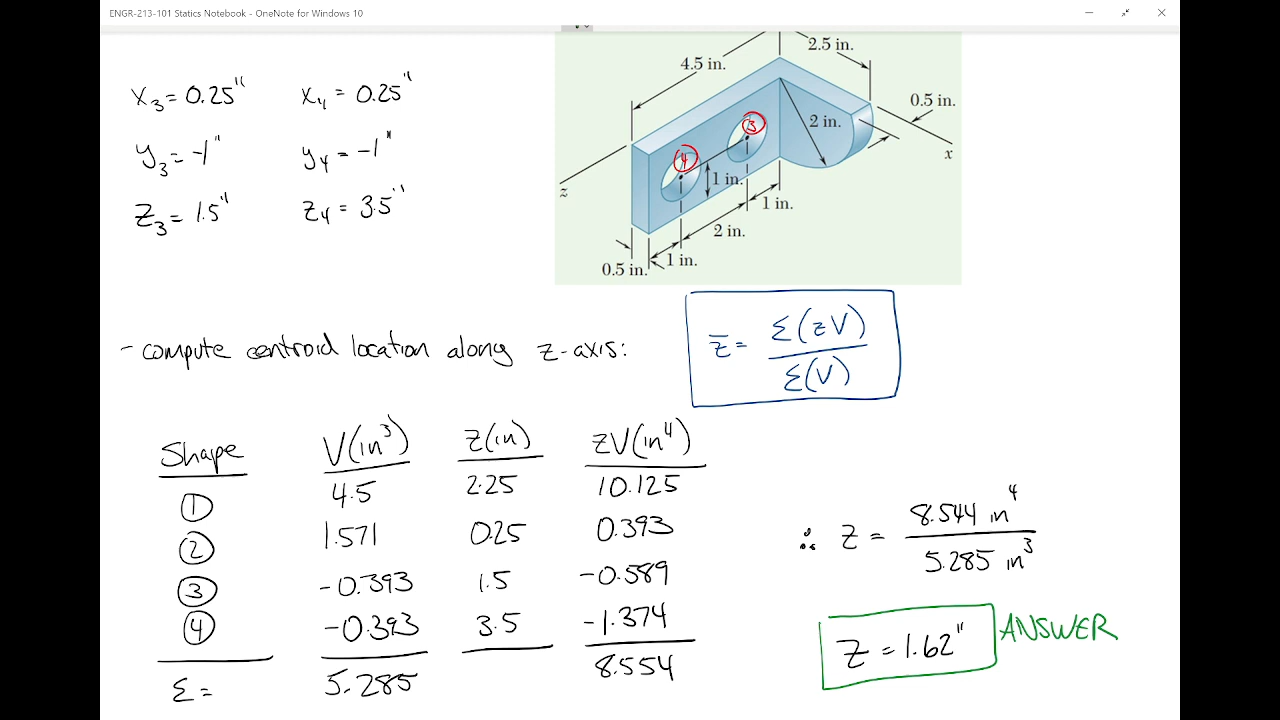 ENGR-213-101 Statics Notebook - OneNote for Windows 10
x₃ = 0.25" x₄ = 0.25"
y₃ = -1" y₄ = -1"
z₃ = 1.5" z₄ = 3.5"
2.5 in.
4.5 in.
0.5 in.
3
2 in.
x
4
1 in.
z
1 in.
2 in.
1 in.
0.5 in.
- compute centroid location along z-axis:
z̄ = Σ(zV) / Σ(V)
Shape V(in³) z(in) zV(in⁴)
1 4.5 2.25 10.125
2 1.571 0.25 0.393
3 -0.393 1.5 -0.589
4 -0.393 3.5 -1.374
Σ = 5.285 8.554
∴ z = 8.544 in⁴ / 5.285 in³
z = 1.62" ANSWER